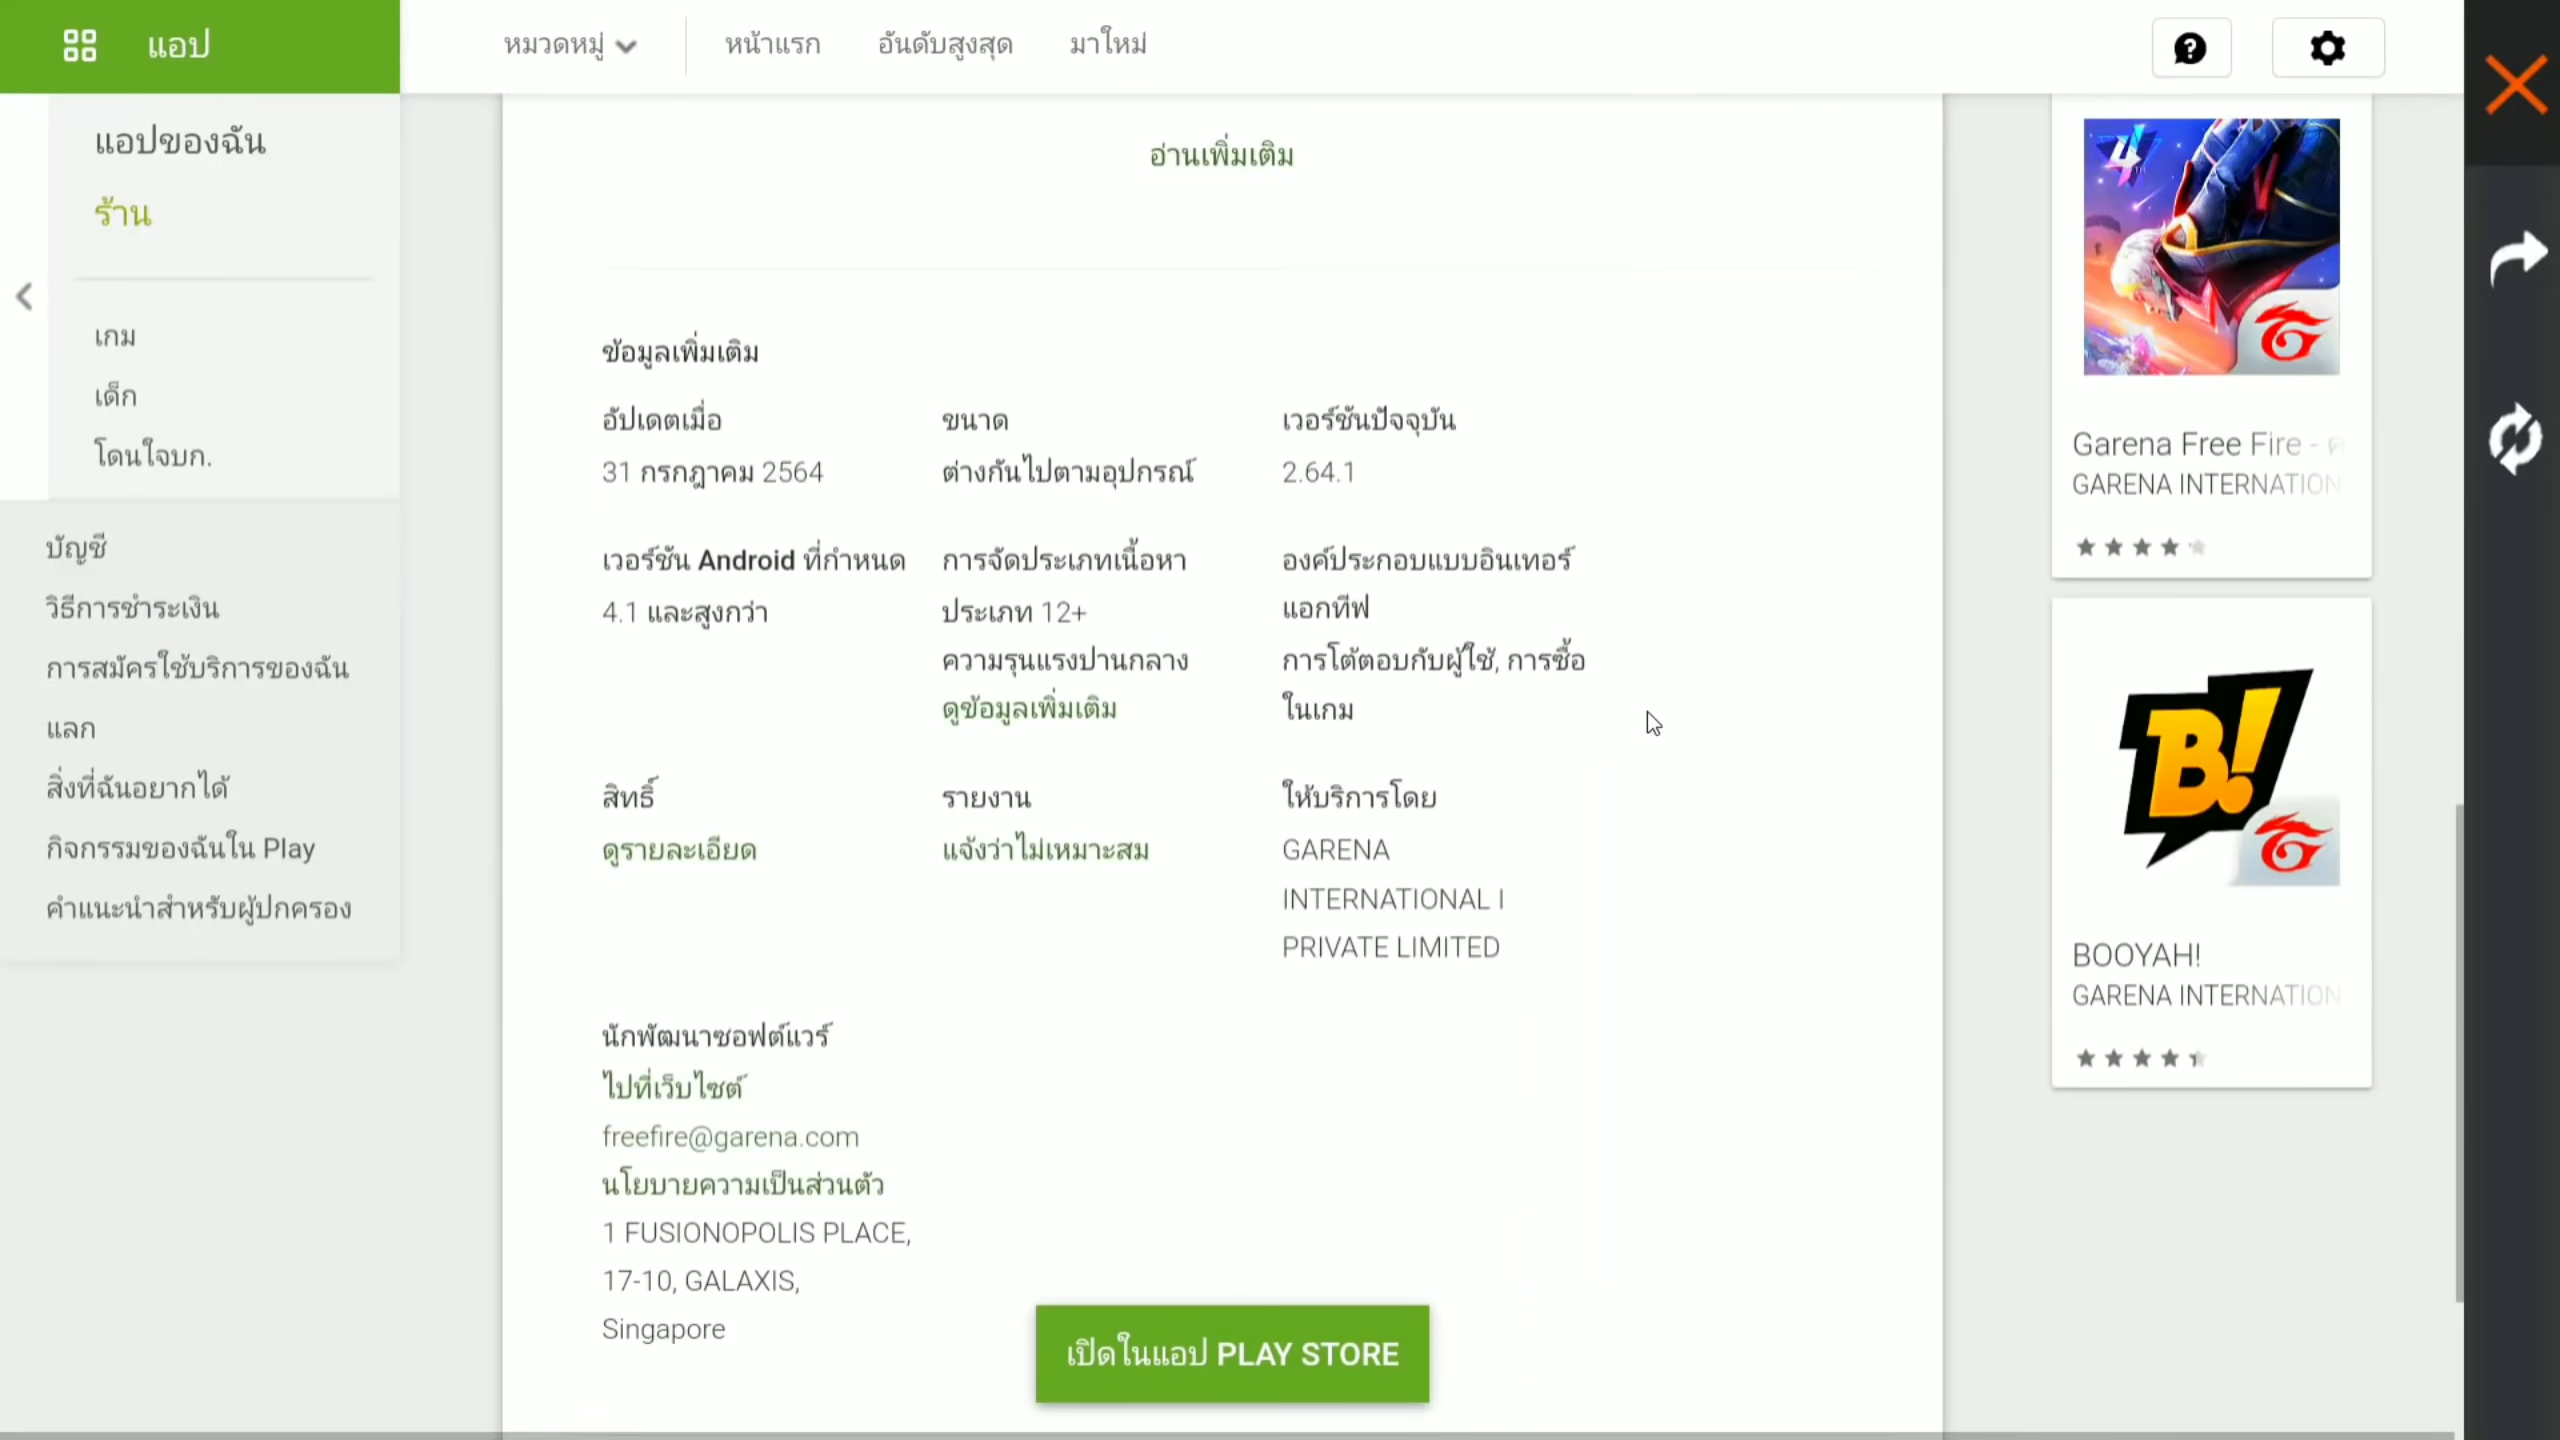 แอป
หมวดหมู่
หน้าแรก
อันดับสูงสุด
มาใหม่
แอปของฉัน
ร้าน
เกม
เด็ก
โดนใจบก.
บัญชี
วิธีการชำระเงิน
การสมัครใช้บริการของฉัน
แลก
สิ่งที่ฉันอยากได้
กิจกรรมของฉันใน Play
คำแนะนำสำหรับผู้ปกครอง
อ่านเพิ่มเติม
ข้อมูลเพิ่มเติม
อัปเดตเมื่อ
31 กรกฎาคม 2564
ขนาด
ต่างกันไปตามอุปกรณ์
เวอร์ชันปัจจุบัน
2.64.1
เวอร์ชัน Android ที่กำหนด
4.1 และสูงกว่า
การจัดประเภทเนื้อหา
ประเภท 12+
ความรุนแรงปานกลาง
ดูข้อมูลเพิ่มเติม
องค์ประกอบแบบอินเทอร์
แอกทีฟ
การโต้ตอบกับผู้ใช้, การซื้อ
ในเกม
สิทธิ์
ดูรายละเอียด
รายงาน
แจ้งว่าไม่เหมาะสม
ให้บริการโดย
GARENA
INTERNATIONAL I
PRIVATE LIMITED
นักพัฒนาซอฟต์แวร์
ไปที่เว็บไซต์
freefire@garena.com
นโยบายความเป็นส่วนตัว
1 FUSIONOPOLIS PLACE,
17-10, GALAXIS,
Singapore
เปิดในแอป PLAY STORE
4TH
Garena Free Fire -
GARENA INTERNATION
B!
BOOYAH!
GARENA INTERNATION